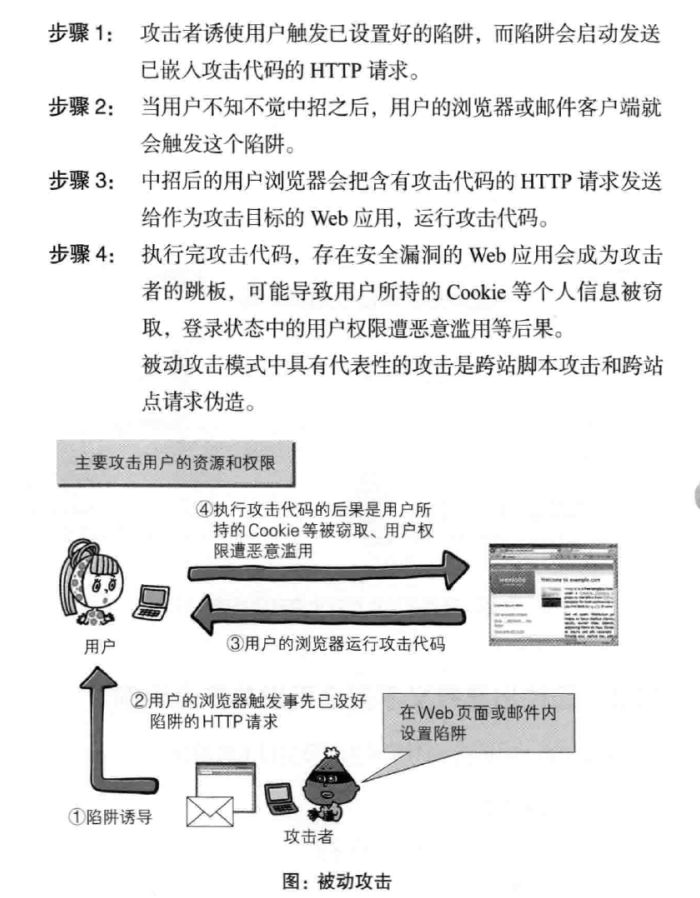 步骤 1： 攻击者诱使用户触发已设置好的陷阱，而陷阱会启动发送
已嵌入攻击代码的 HTTP 请求。
步骤 2： 当用户不知不觉中招之后，用户的浏览器或邮件客户端就
会触发这个陷阱。
步骤 3： 中招后的用户浏览器会把含有攻击代码的 HTTP 请求发送
给作为攻击目标的 Web 应用，运行攻击代码。
步骤 4： 执行完攻击代码，存在安全漏洞的 Web 应用会成为攻击
者的跳板，可能导致用户所持的 Cookie 等个人信息被窃
取，登录状态中的用户权限遭恶意滥用等后果。
被动攻击模式中具有代表性的攻击是跨站脚本攻击和跨站
点请求伪造。
主要攻击用户的资源和权限
④执行攻击代码的后果是用户所
持的Cookie等被窃取、用户权
限遭恶意滥用
Welcome to example.com
用户
③用户的浏览器运行攻击代码
②用户的浏览器触发事先已设好
陷阱的HTTP请求
在Web页面或邮件内
设置陷阱
①陷阱诱导
攻击者
图：被动攻击